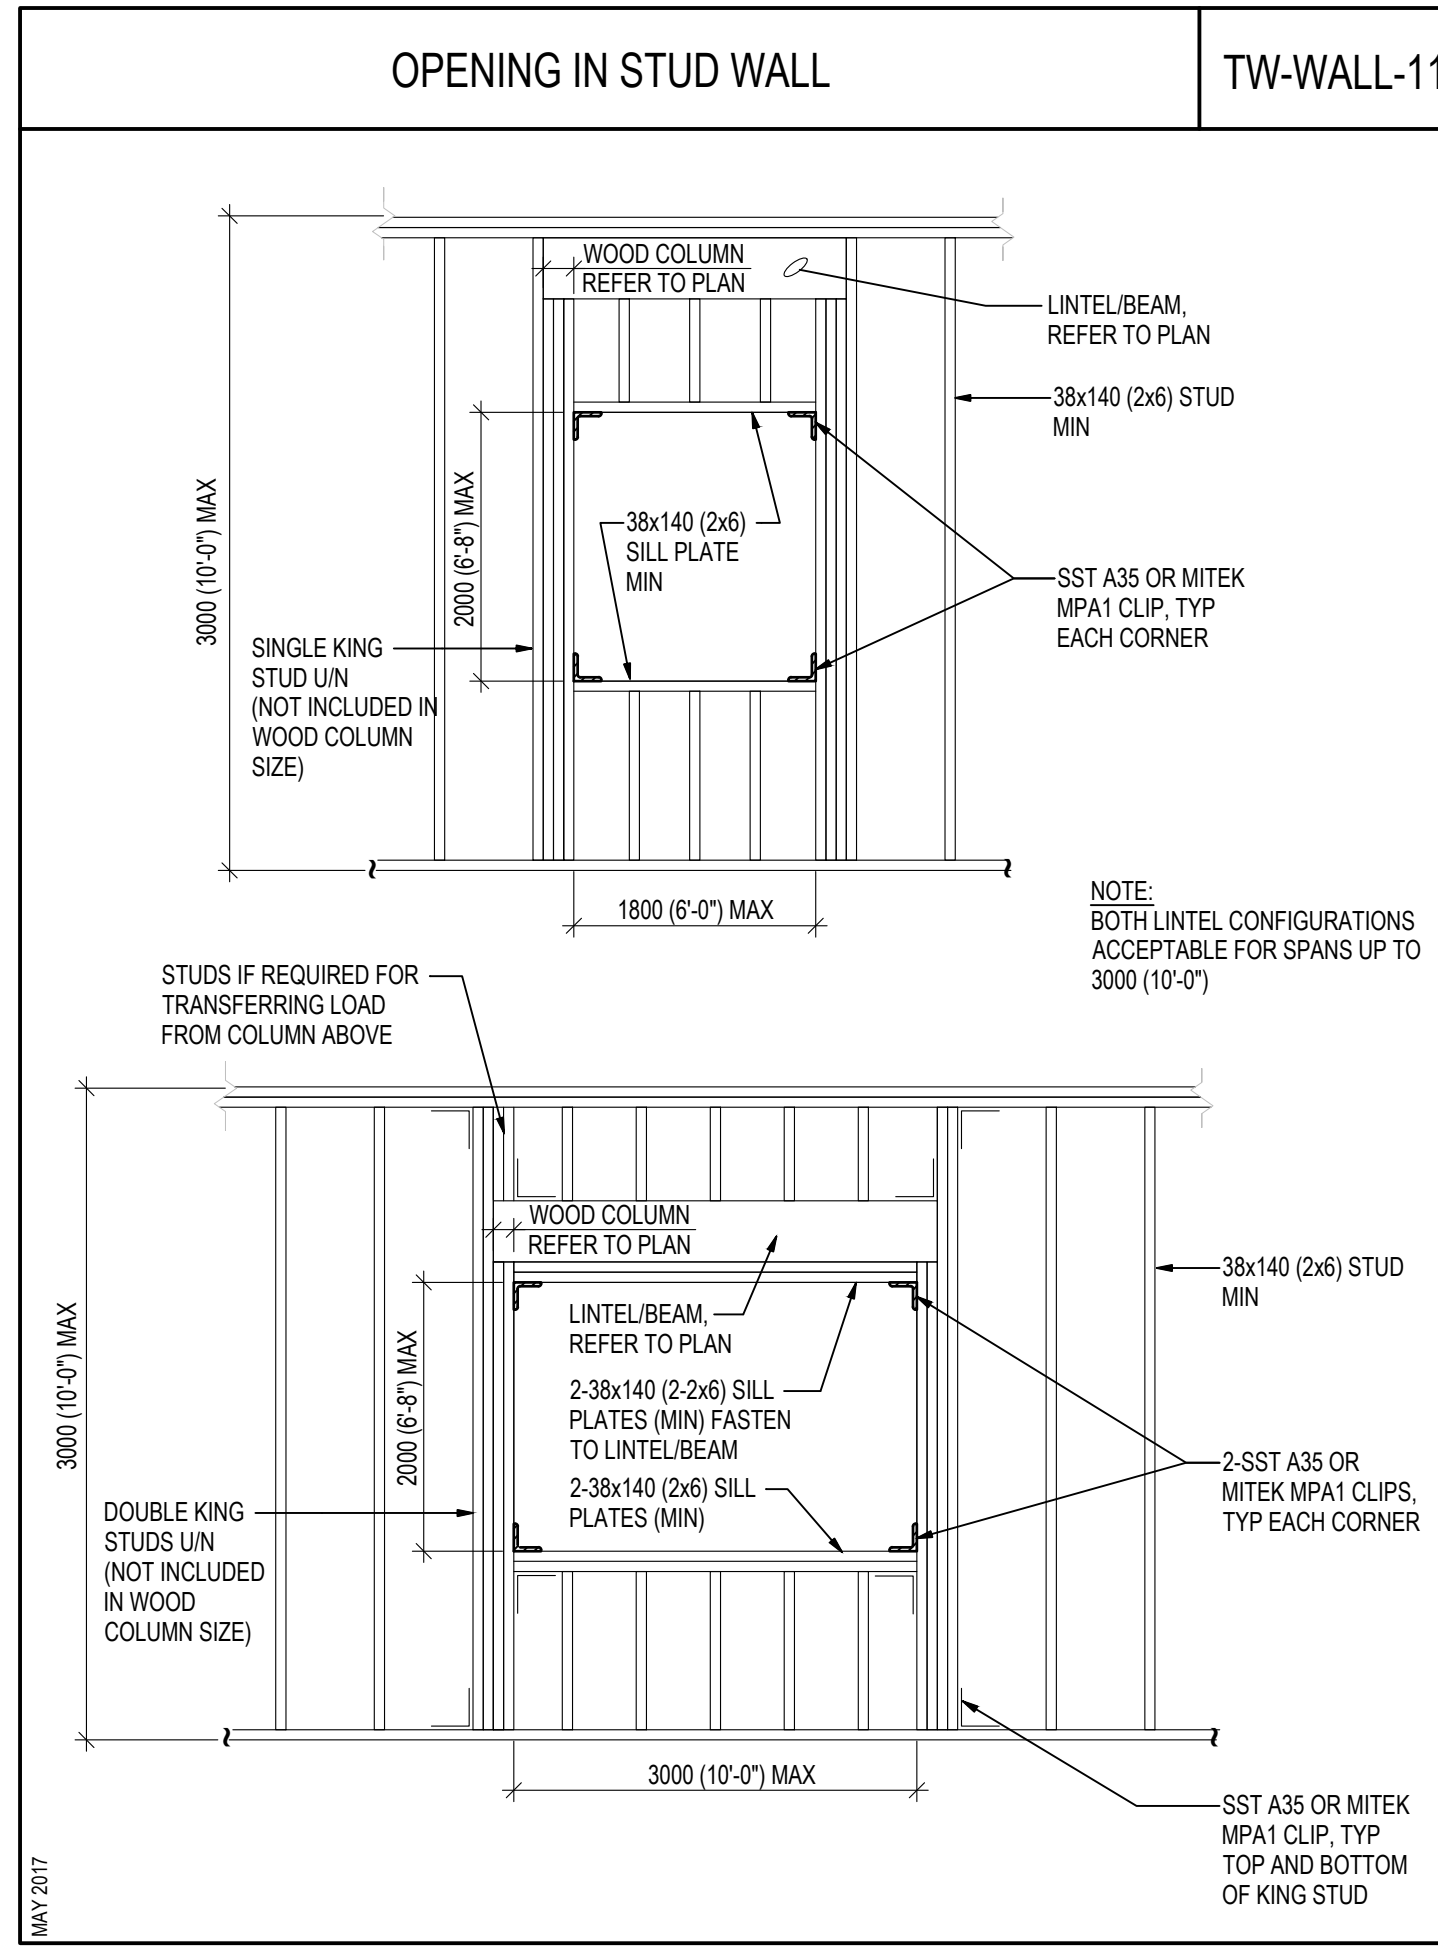 OPENING IN STUD WALL
TW-WALL-11
WOOD COLUMN
REFER TO PLAN
LINTEL/BEAM,
REFER TO PLAN
38x140 (2x6) STUD
MIN
3000 (10'-0") MAX
2000 (6'-8") MAX
38x140 (2x6)
SILL PLATE
MIN
SST A35 OR MITEK
MPA1 CLIP, TYP
EACH CORNER
SINGLE KING
STUD U/N
(NOT INCLUDED IN
WOOD COLUMN
SIZE)
1800 (6'-0") MAX
NOTE:
BOTH LINTEL CONFIGURATIONS
ACCEPTABLE FOR SPANS UP TO
3000 (10'-0")
STUDS IF REQUIRED FOR
TRANSFERRING LOAD
FROM COLUMN ABOVE
WOOD COLUMN
REFER TO PLAN
38x140 (2x6) STUD
MIN
3000 (10'-0") MAX
2000 (6'-8") MAX
LINTEL/BEAM,
REFER TO PLAN
2-38x140 (2-2x6) SILL
PLATES (MIN) FASTEN
TO LINTEL/BEAM
2-38x140 (2x6) SILL
PLATES (MIN)
2-SST A35 OR
MITEK MPA1 CLIPS,
TYP EACH CORNER
DOUBLE KING
STUDS U/N
(NOT INCLUDED
IN WOOD
COLUMN SIZE)
3000 (10'-0") MAX
SST A35 OR MITEK
MPA1 CLIP, TYP
TOP AND BOTTOM
OF KING STUD
MAY 2017